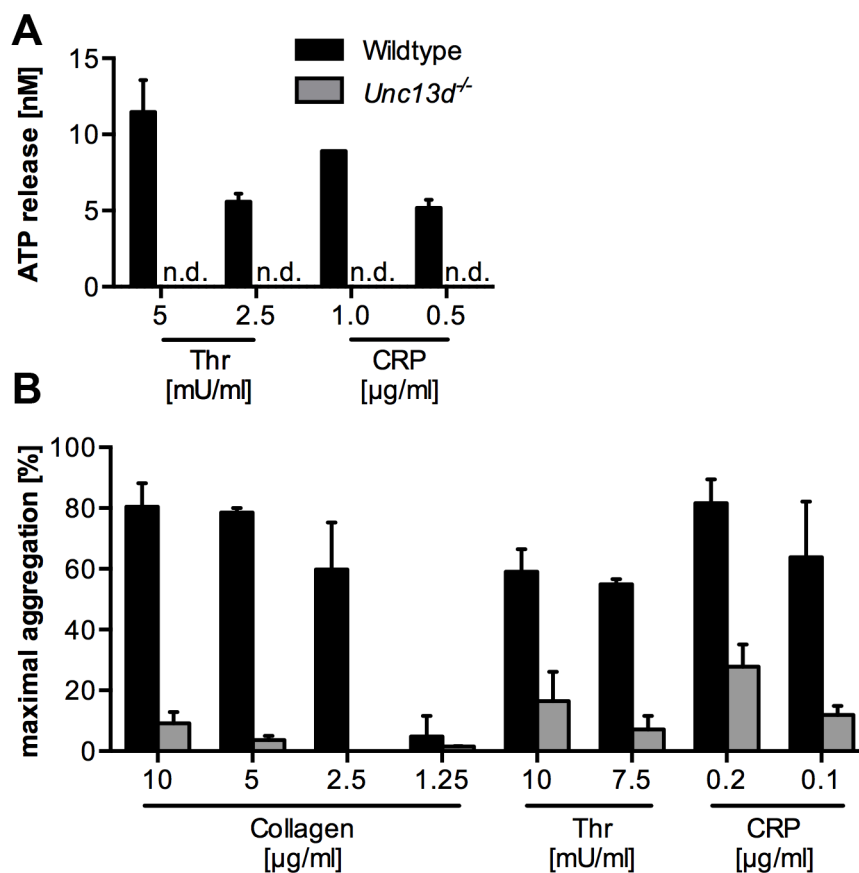 A
Wildtype
Unc13d-/-
ATP release [nM]
15
10
5
0
n.d. n.d. n.d. n.d.
5 2.5 1.0 0.5
Thr CRP
[mU/ml] [µg/ml]
B
maximal aggregation [%]
100
80
60
40
20
0
10 5 2.5 1.25 10 7.5 0.2 0.1
Collagen Thr CRP
[µg/ml] [mU/ml] [µg/ml]